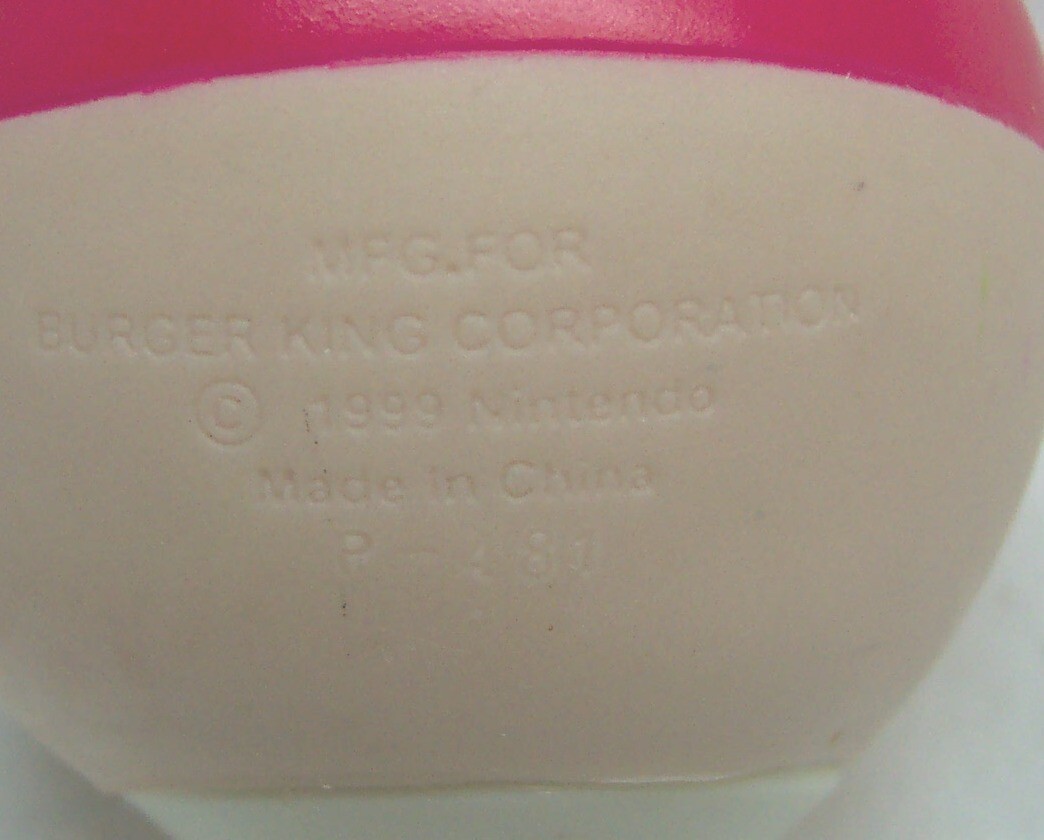 MFG.FOR
BURGER KING CORPORATION
© 1999 Nintendo
Made in China